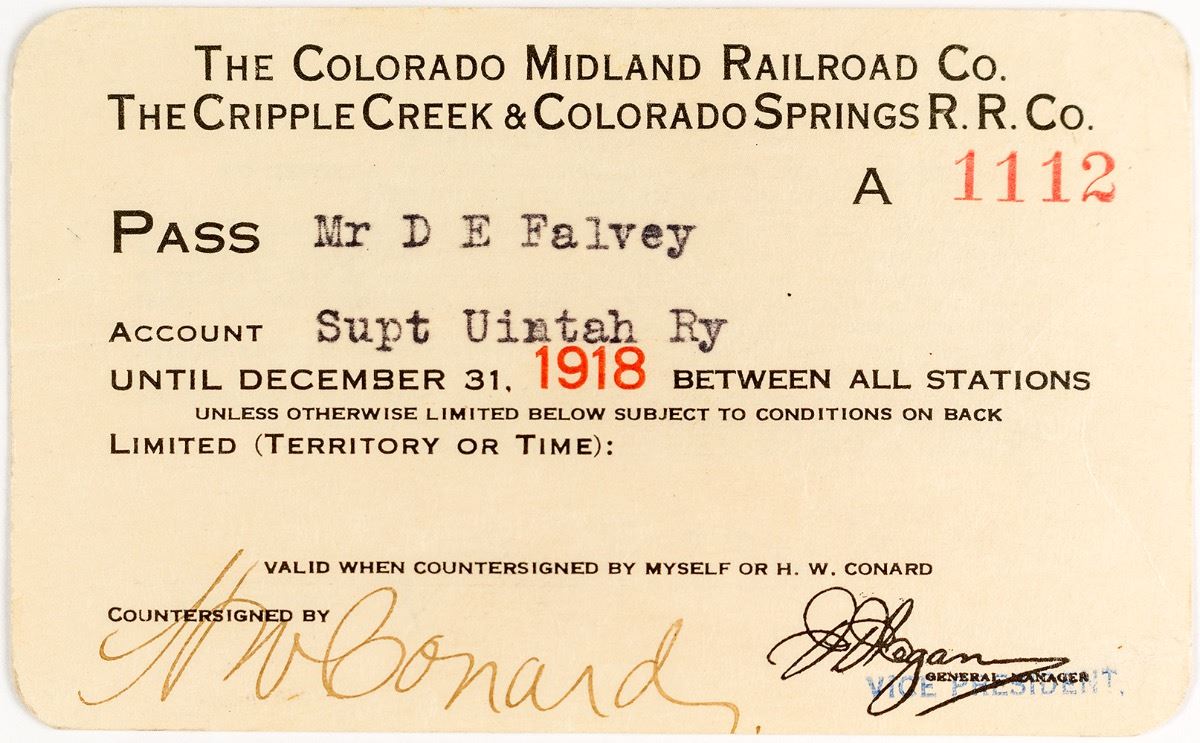 THE COLORADO MIDLAND RAILROAD CO.
THE CRIPPLE CREEK & COLORADO SPRINGS R. R. CO.
A 1112
PASS Mr D E Falvey
ACCOUNT Supt Uintah Ry
UNTIL DECEMBER 31, 1918 BETWEEN ALL STATIONS
UNLESS OTHERWISE LIMITED BELOW SUBJECT TO CONDITIONS ON BACK
LIMITED (TERRITORY OR TIME):
VALID WHEN COUNTERSIGNED BY MYSELF OR H. W. CONARD
COUNTERSIGNED BY
H W Conard
GENERAL MANAGER
VICE PRESIDENT.